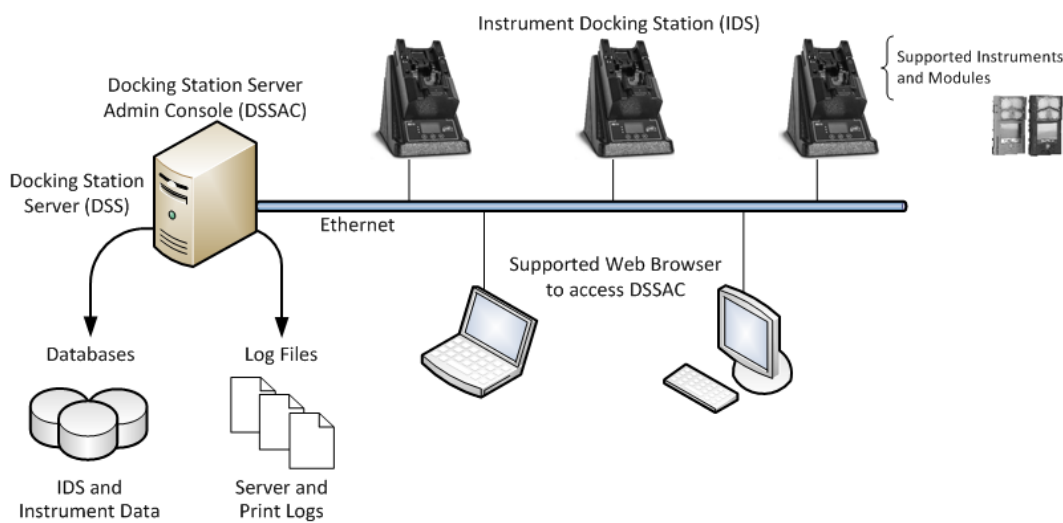 Instrument Docking Station (IDS)
Supported Instruments
and Modules
Docking Station Server
Admin Console (DSSAC)
Docking Station
Server (DSS)
Ethernet
Supported Web Browser
to access DSSAC
Databases
Log Files
IDS and
Instrument Data
Server and
Print Logs